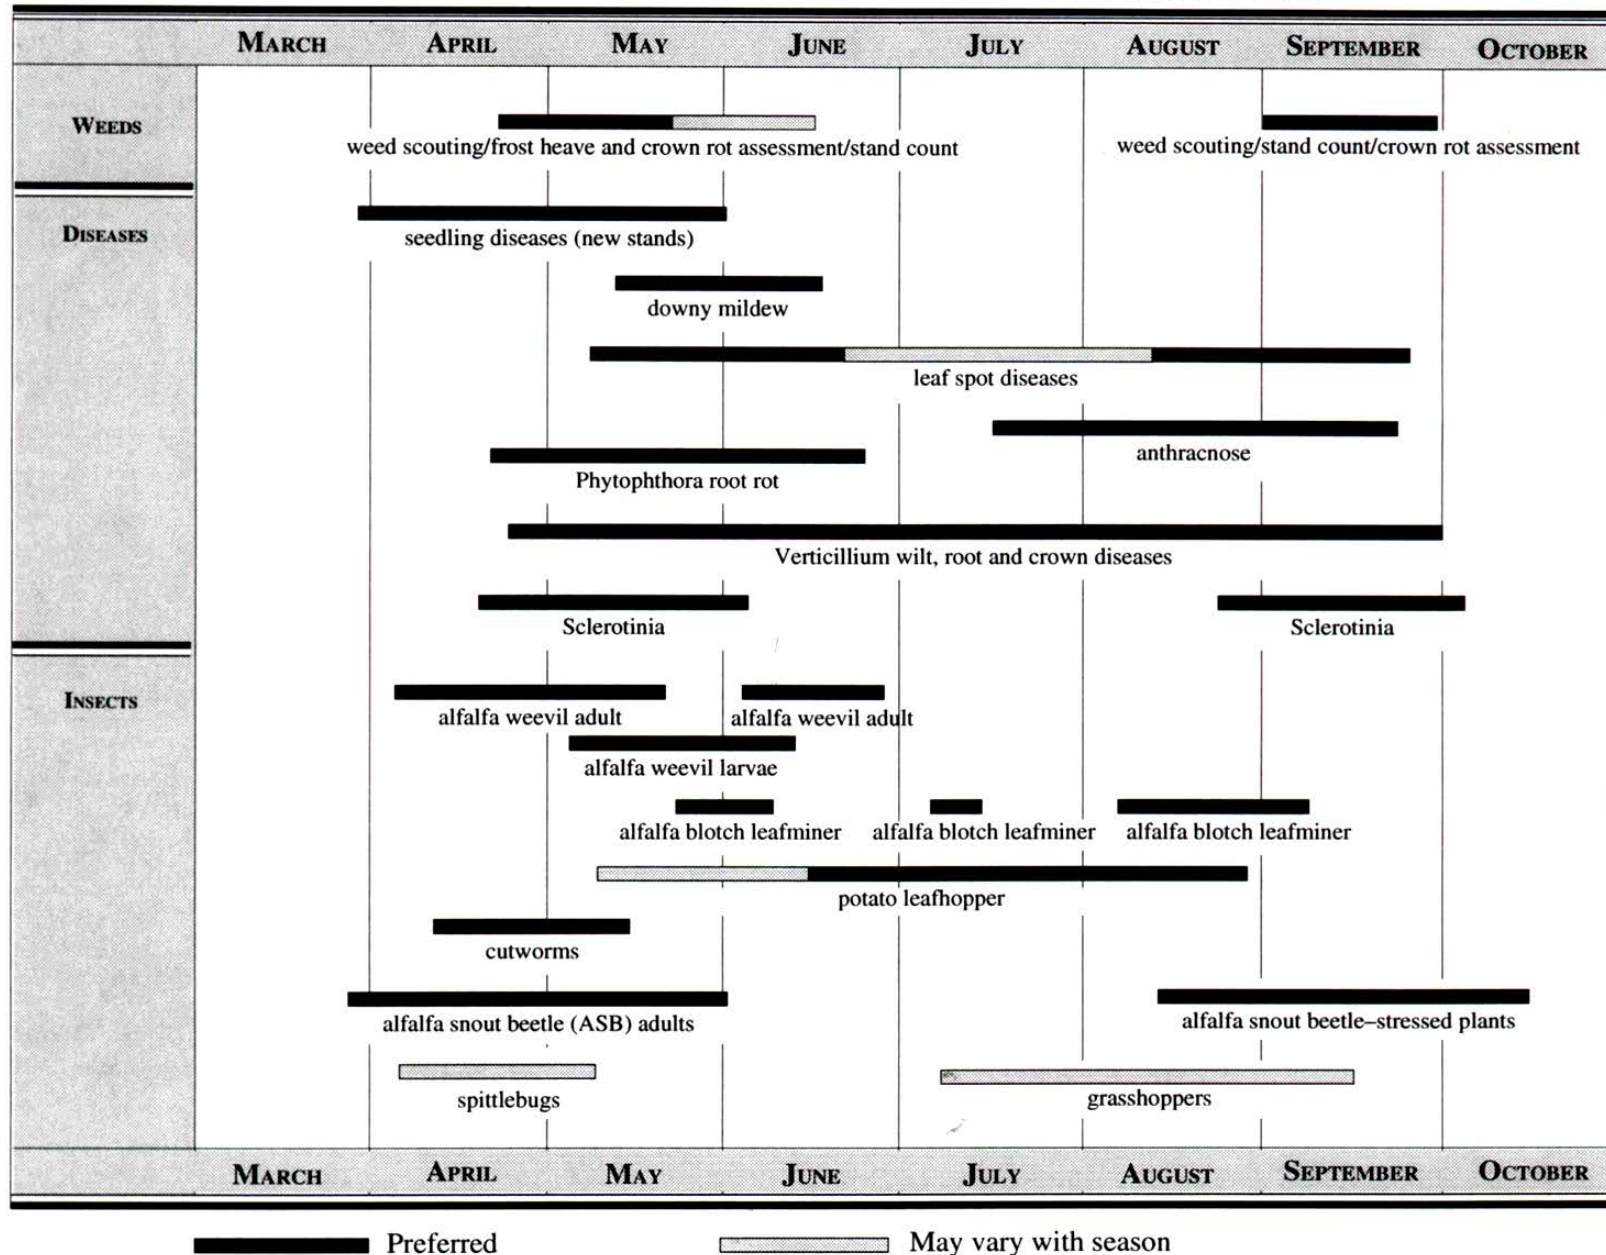 MARCH APRIL MAY JUNE JULY AUGUST SEPTEMBER OCTOBER
WEEDS
weed scouting/frost heave and crown rot assessment/stand count
weed scouting/stand count/crown rot assessment
DISEASES
seedling diseases (new stands)
downy mildew
leaf spot diseases
anthracnose
Phytophthora root rot
Verticillium wilt, root and crown diseases
Sclerotinia
Sclerotinia
INSECTS
alfalfa weevil adult
alfalfa weevil adult
alfalfa weevil larvae
alfalfa blotch leafminer
alfalfa blotch leafminer
alfalfa blotch leafminer
potato leafhopper
cutworms
alfalfa snout beetle (ASB) adults
alfalfa snout beetle–stressed plants
spittlebugs
grasshoppers
MARCH APRIL MAY JUNE JULY AUGUST SEPTEMBER OCTOBER
Preferred
May vary with season